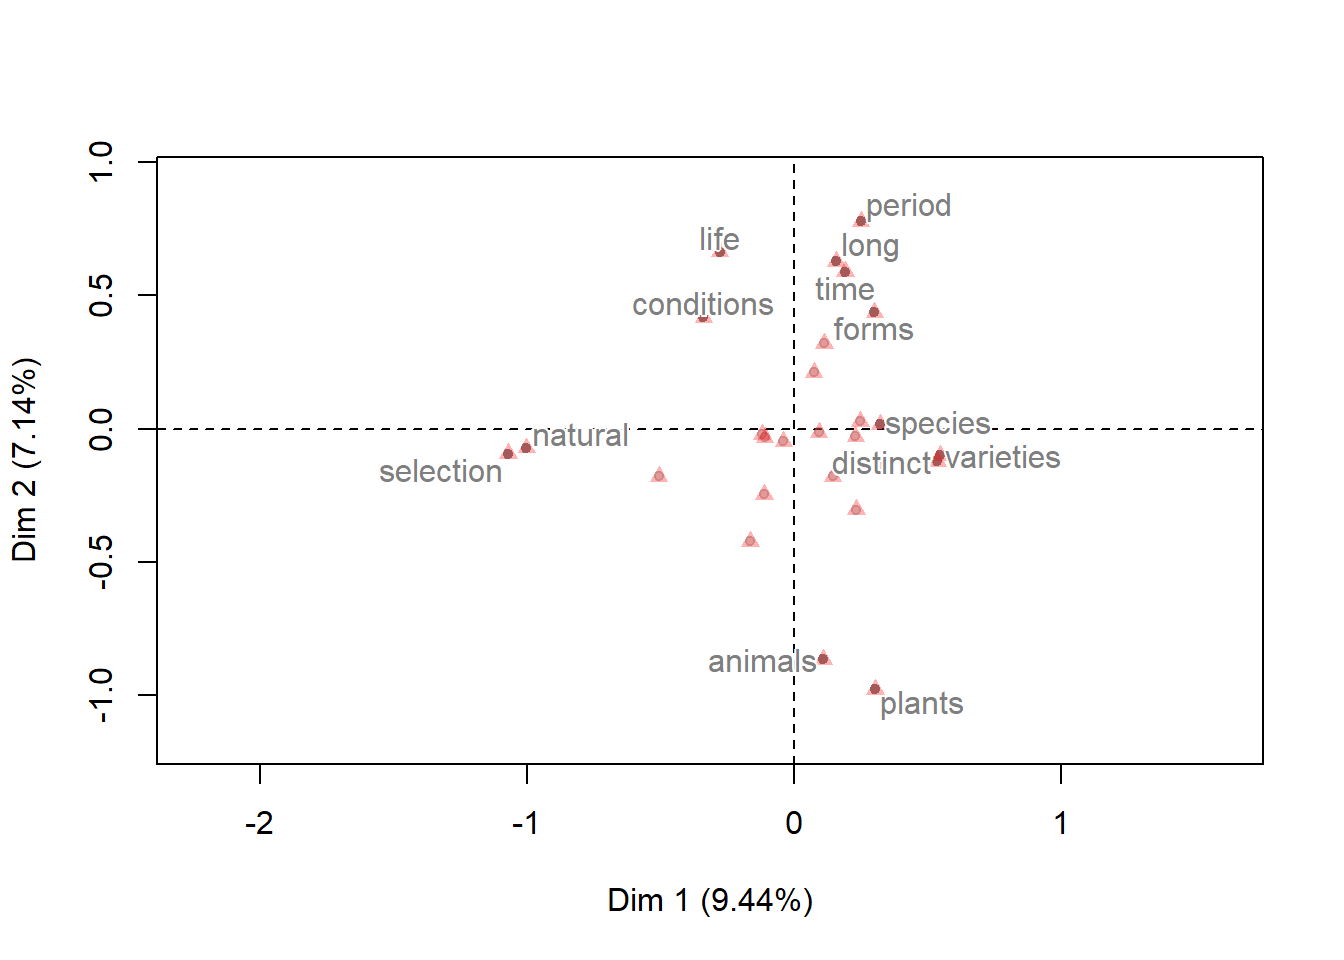 1.0
0.5
0.0
-0.5
-1.0
Dim 2 (7.14%)
period
life
long
time
conditions
forms
species
natural
distinct
varieties
selection
animals
plants
-2
-1
0
1
Dim 1 (9.44%)